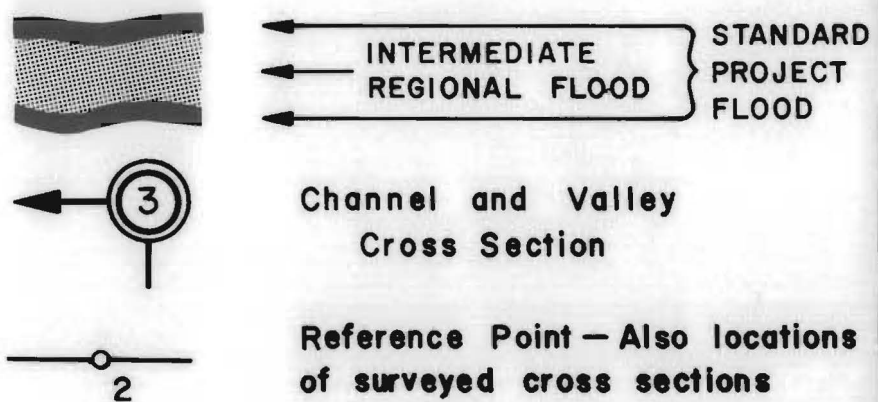 INTERMEDIATE
REGIONAL FLOOD
STANDARD
PROJECT
FLOOD
3
Channel and Valley
Cross Section
2
Reference Point — Also locations
of surveyed cross sections